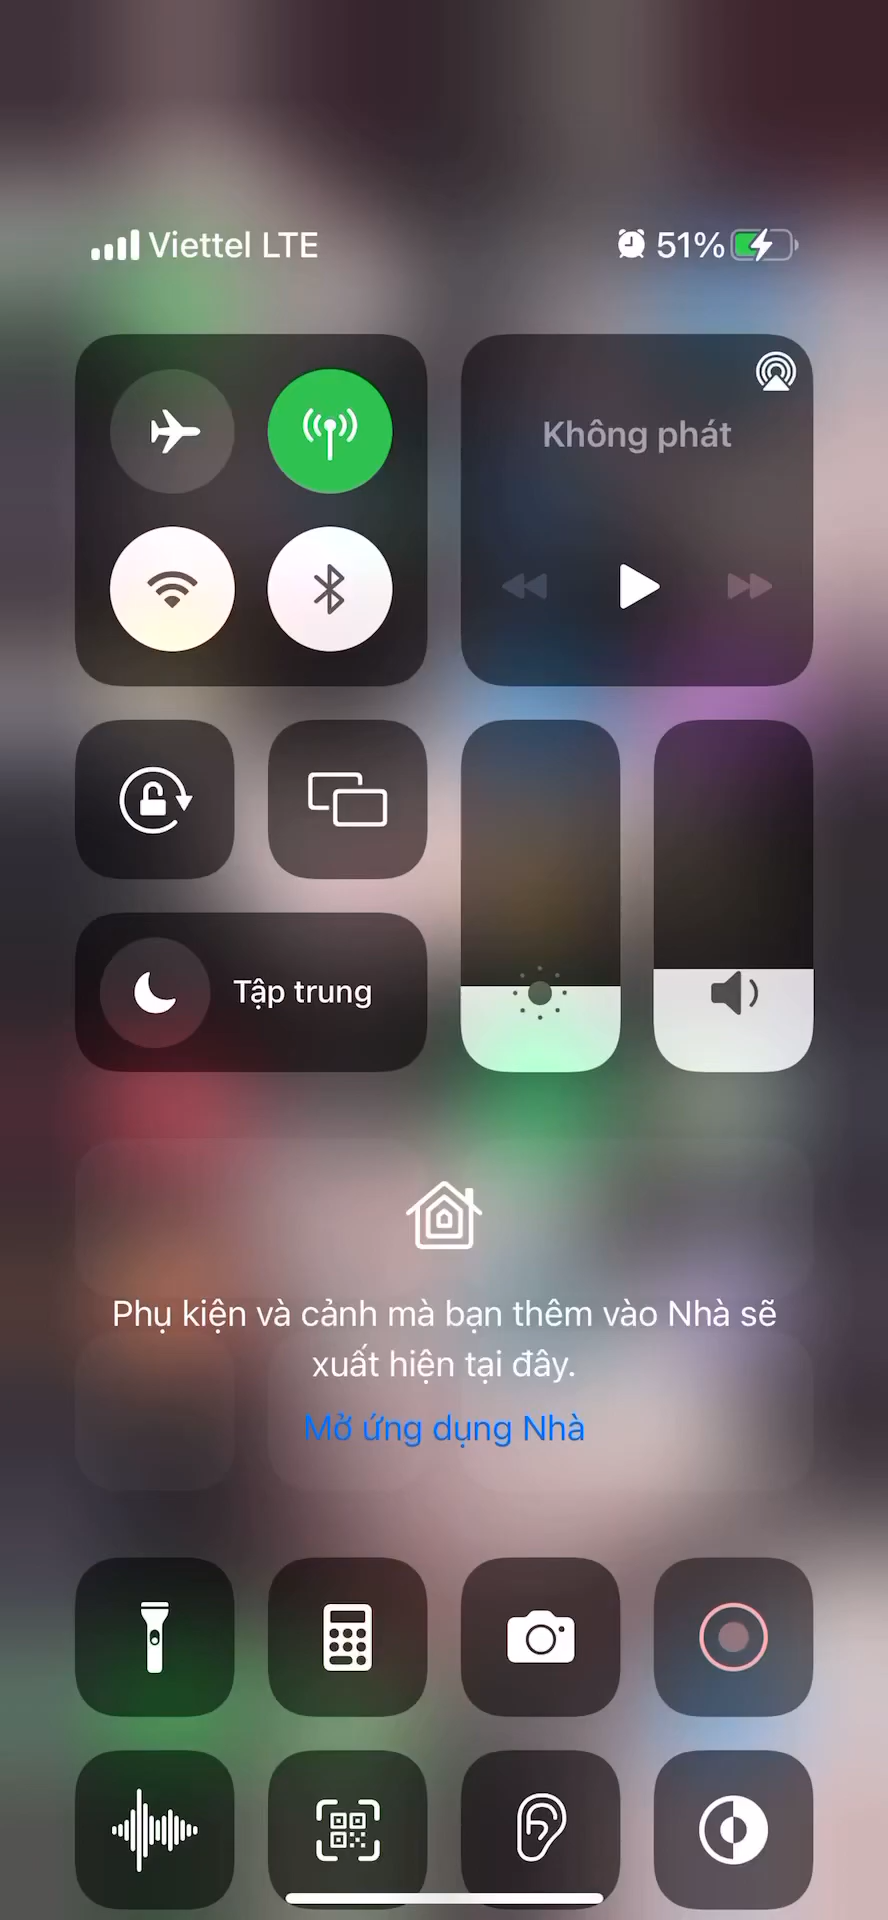 Viettel LTE
51%
Không phát
Tập trung
Phụ kiện và cảnh mà bạn thêm vào Nhà sẽ
xuất hiện tại đây.
Mở ứng dụng Nhà